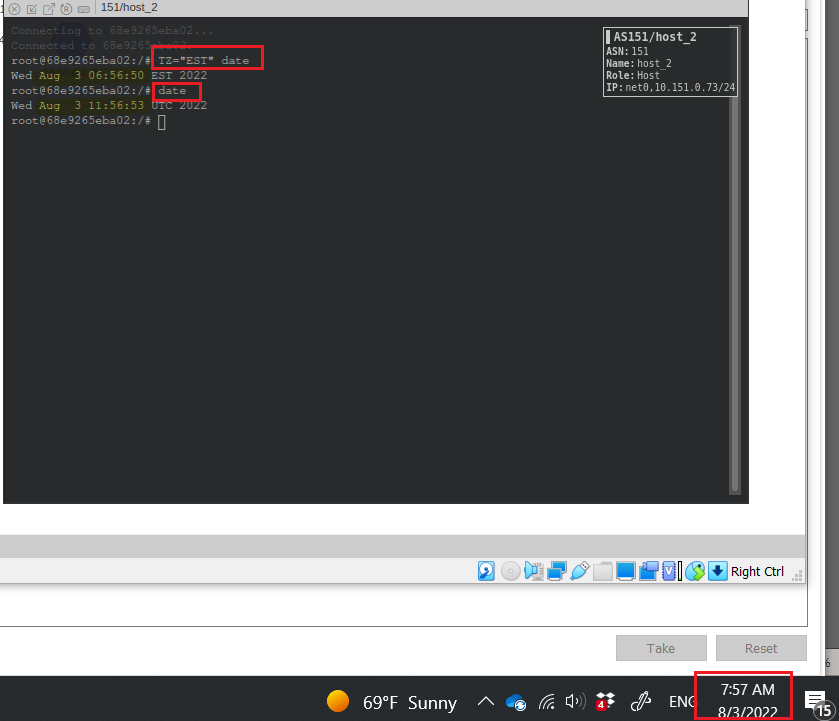 151/host_2
Connecting to 68e9265eba02...
Connected to 68e9265eba02.
root@68e9265eba02:/# TZ="EST" date
Wed Aug  3 06:56:50 EST 2022
root@68e9265eba02:/# date
Wed Aug  3 11:56:53 UTC 2022
root@68e9265eba02:/#
AS151/host_2
ASN: 151
Name: host_2
Role: Host
IP: net0,10.151.0.73/24
Right Ctrl
Take
Reset
%
69°F Sunny
4
ENG
7:57 AM
8/3/2022
15